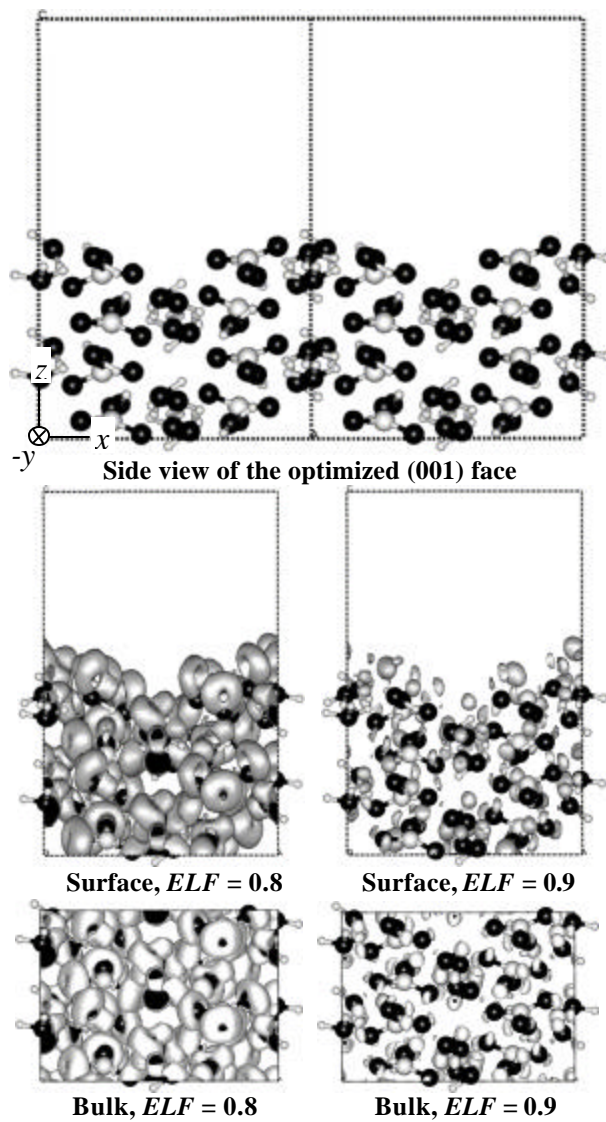 z
x
-y
Side view of the optimized (001) face
Surface, ELF = 0.8
Surface, ELF = 0.9
Bulk, ELF = 0.8
Bulk, ELF = 0.9